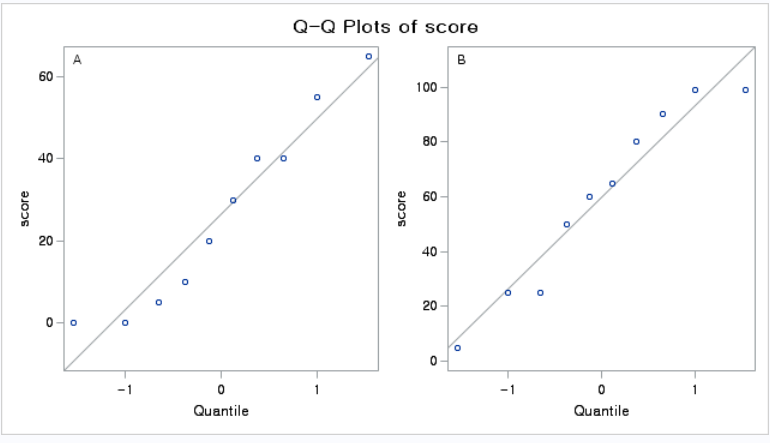 Q-Q Plots of score
A
60
40
20
0
score
-1 0 1
Quantile
B
100
80
60
40
20
0
score
-1 0 1
Quantile